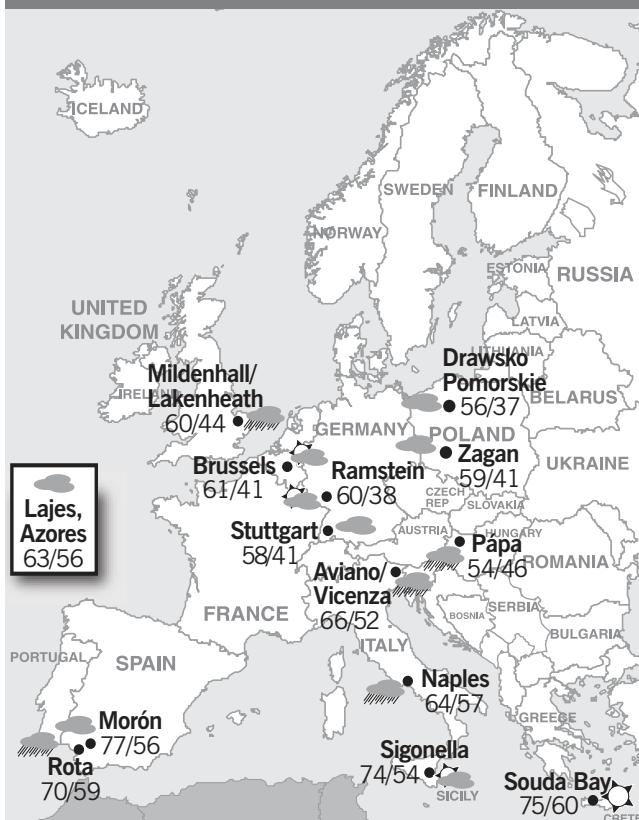 ICELAND
SWEDEN
FINLAND
NORWAY
ESTONIA
RUSSIA
LATVIA
LITHUANIA
UNITED
KINGDOM
IRELAND
Mildenhall/
Lakenheath
60/44
Drawsko
Pomorskie
56/37
BELARUS
GERMANY
POLAND
Zagan
59/41
UKRAINE
Brussels
61/41
Ramstein
60/38
CZECH
REP
SLOVAKIA
Lajes,
Azores
63/56
Stuttgart
58/41
AUSTRIA
HUNGARY
Pápa
54/46
ROMANIA
Aviano/
Vicenza
66/52
FRANCE
BOSNIA
SERBIA
BULGARIA
ITALY
PORTUGAL
SPAIN
Naples
64/57
GREECE
Morón
77/56
Rota
70/59
Sigonella
74/54
SICILY
Souda Bay
75/60
CRETE